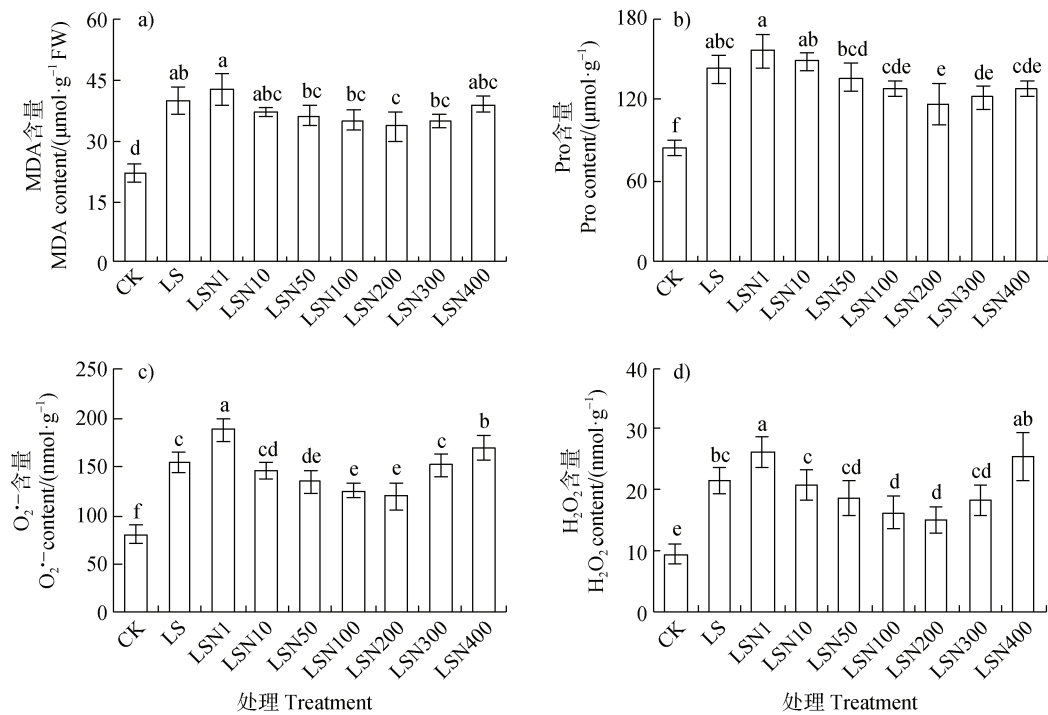 a)
MDA含量
MDA content/(μmol·g⁻¹ FW)
60
45
30
15
0
d
ab
a
abc
bc
bc
c
bc
abc
CK
LS
LSN1
LSN10
LSN50
LSN100
LSN200
LSN300
LSN400
b)
Pro含量
Pro content/(μmol·g⁻¹)
180
120
60
0
f
abc
a
ab
bcd
cde
e
de
cde
CK
LS
LSN1
LSN10
LSN50
LSN100
LSN200
LSN300
LSN400
c)
O₂•−含量
O₂•−content/(nmol·g⁻¹)
250
200
150
100
50
0
f
c
a
cd
de
e
e
c
b
CK
LS
LSN1
LSN10
LSN50
LSN100
LSN200
LSN300
LSN400
处理 Treatment
d)
H₂O₂含量
H₂O₂ content/(nmol·g⁻¹)
40
30
20
10
0
e
bc
a
c
cd
d
d
cd
ab
CK
LS
LSN1
LSN10
LSN50
LSN100
LSN200
LSN300
LSN400
处理 Treatment